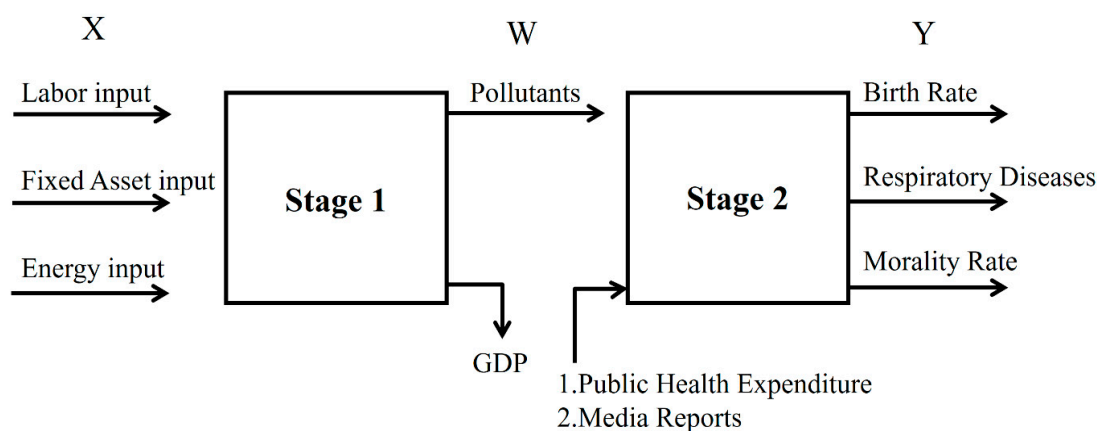 X
W
Y
Labor input
Pollutants
Birth Rate
Fixed Asset input
Stage 1
Stage 2
Respiratory Diseases
Energy input
Morality Rate
GDP
1.Public Health Expenditure
2.Media Reports